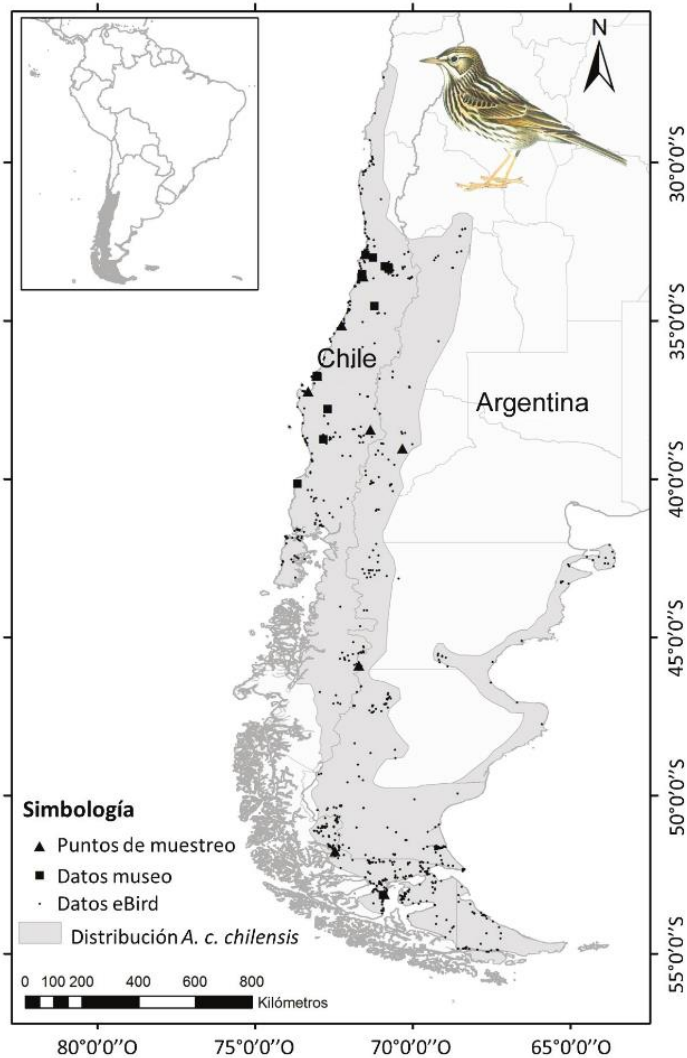 N
Chile
Argentina
30°0'0"S
35°0'0"S
40°0'0"S
45°0'0"S
50°0'0"S
55°0'0"S
Simbología
Puntos de muestreo
Datos museo
Datos eBird
Distribución A. c. chilensis
0 100 200 400 600 800
Kilómetros
80°0'0"O 75°0'0"O 70°0'0"O 65°0'0"O